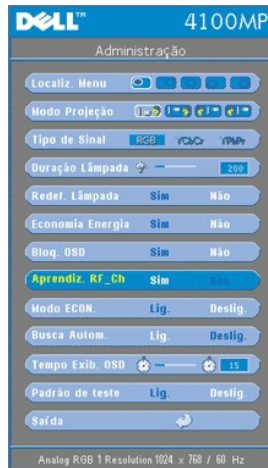 DELL™ 4100MP
Administração
Localiz. Menu
Modo Projeção
Tipo de Sinal RGB YCbCr YPbPr
Duração Lâmpada 200
Redef. Lâmpada Sim Não
Economia Energia Sim Não
Bloq. OSD Sim Não
Aprendiz. RF_Ch Sim Não
Modo ECON. Lig. Deslig.
Busca Autom. Lig. Deslig.
Tempo Exib. OSD 15
Padrão de teste Lig. Deslig.
Saída
Analog RGB 1 Resolution 1024 x 768 / 60 Hz